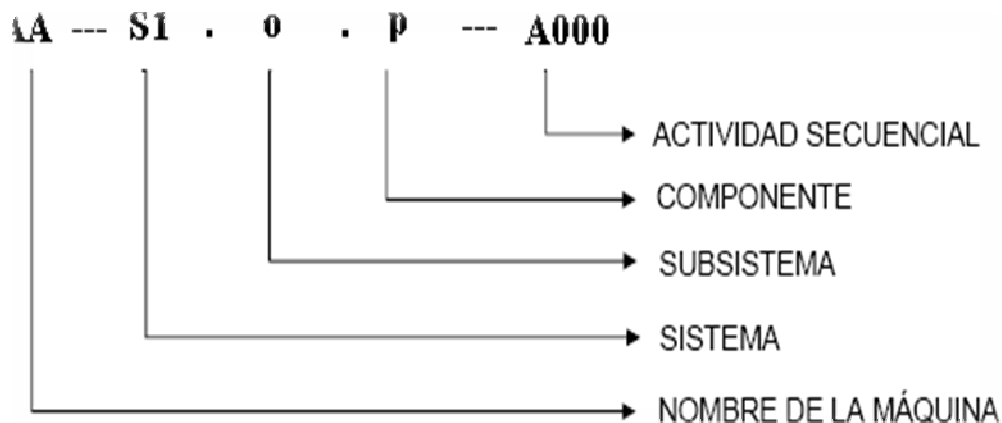 AA --- S1 . o . p --- A000
ACTIVIDAD SECUENCIAL
COMPONENTE
SUBSISTEMA
SISTEMA
NOMBRE DE LA MÁQUINA